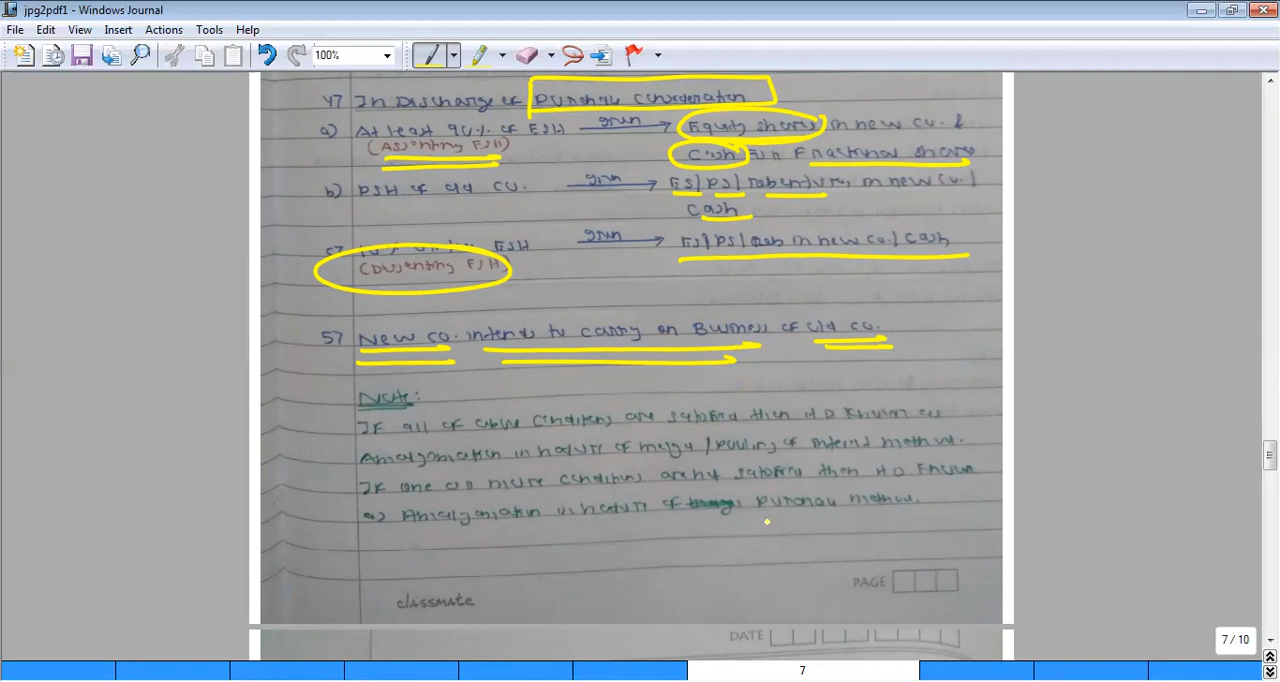 jpg2pdf1 - Windows Journal
File Edit View Insert Actions Tools Help
100%
4) In Discharge of Purchase Consideration
a) At least 90% of ESH given Equity shares in new co. &
(Assenting ESH) Cash for Fractional shares
b) PSH of old co. given ES/PS/Debentures in new co./
Cash
ESH given ES/PS/Deb in new co./Cash
(Dissenting ESH)
5) New co. intends to carry on Business of old co.
Note:
If all of above conditions are satisfied then it is known as
Amalgamation in nature of merger/pooling of interest method.
If one or more conditions are not satisfied then it is known
as Amalgamation in nature of purchase method.
PAGE
classmate
DATE
7/10
7